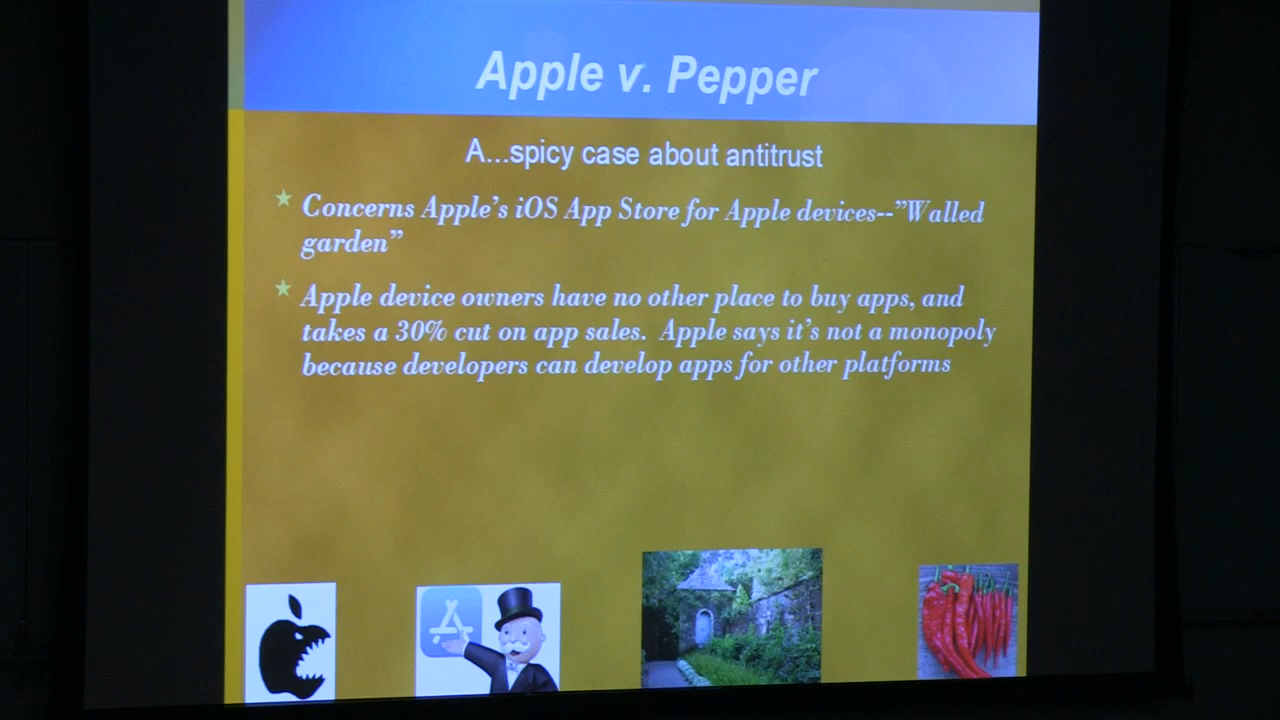 Apple v. Pepper
A...spicy case about antitrust
Concerns Apple's iOS App Store for Apple devices--"Walled
garden"
Apple device owners have no other place to buy apps, and
takes a 30% cut on app sales.  Apple says it's not a monopoly
because developers can develop apps for other platforms